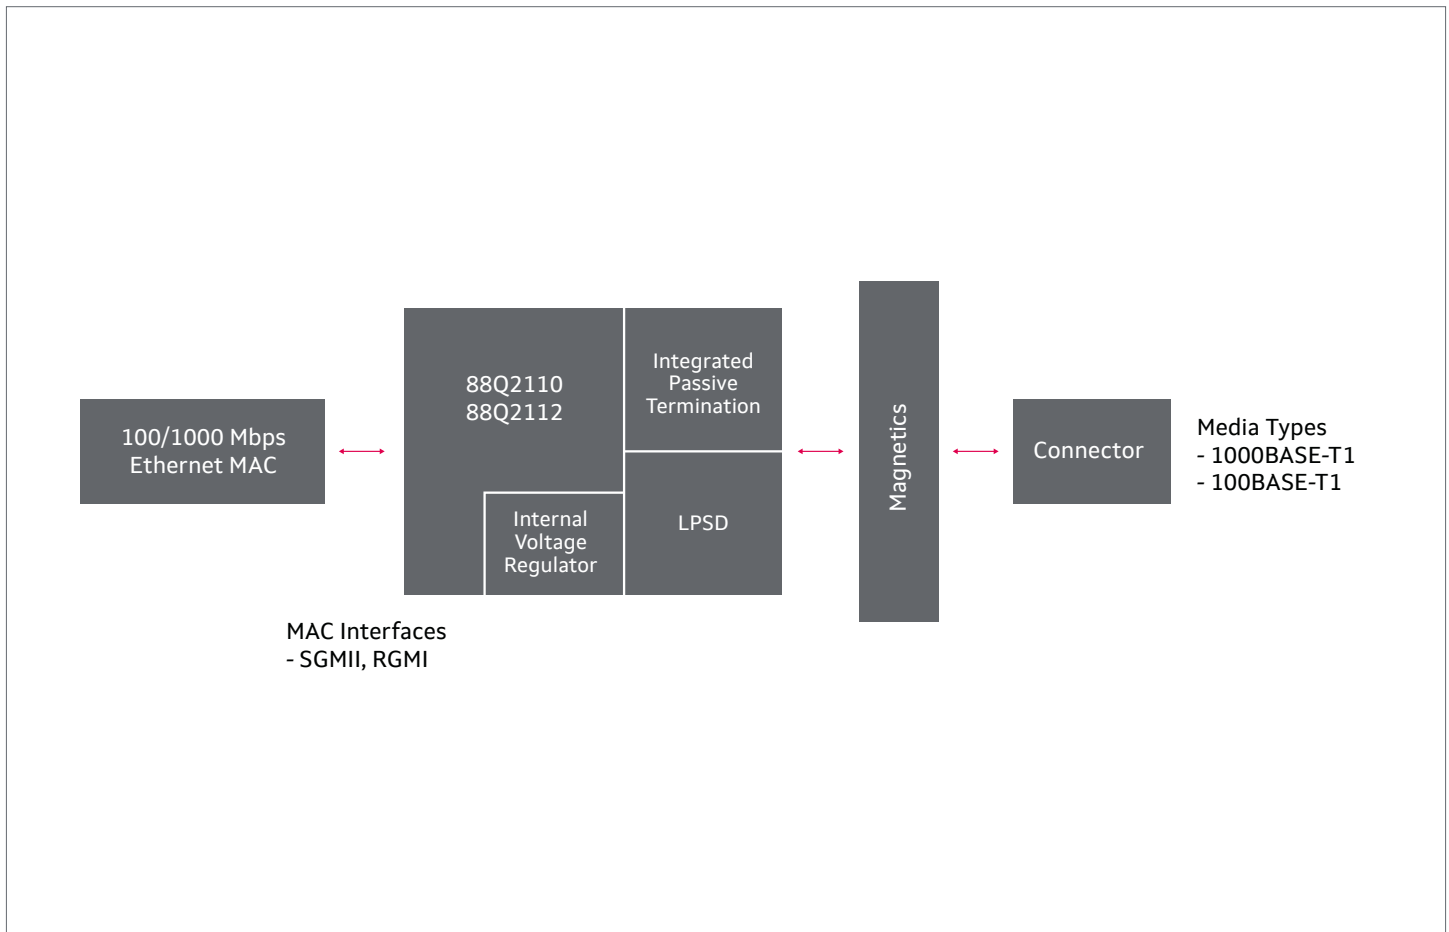 100/1000 Mbps
Ethernet MAC
88Q2110
88Q2112
Integrated
Passive
Termination
Internal
Voltage
Regulator
LPSD
Magnetics
Connector
Media Types
- 1000BASE-T1
- 100BASE-T1
MAC Interfaces
- SGMII, RGMI